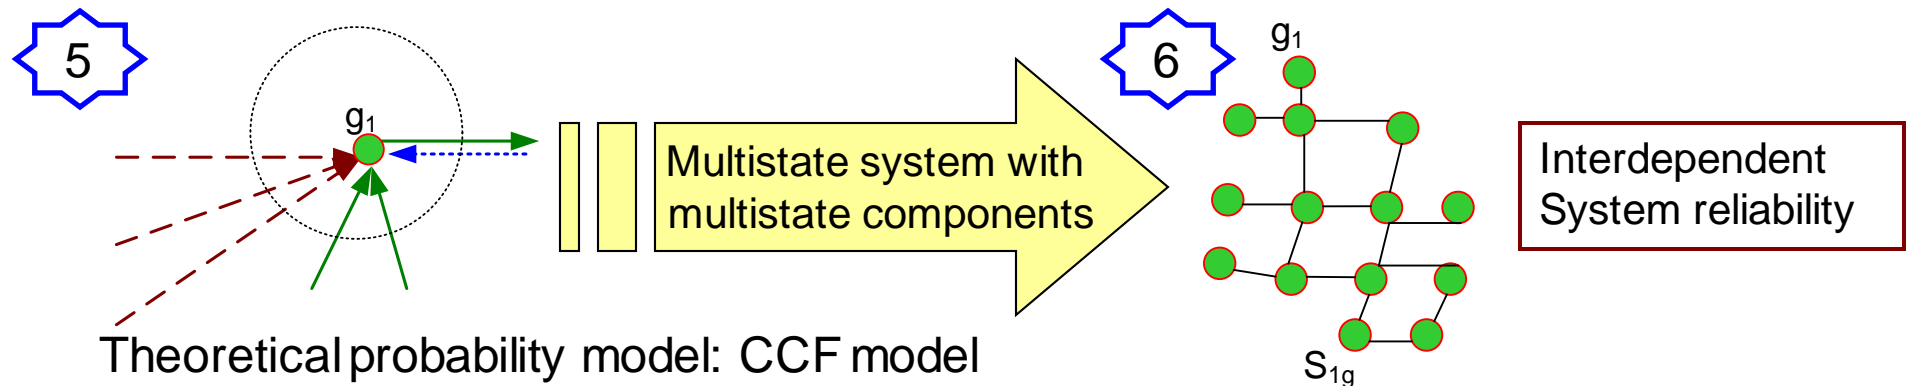 5
g1
Multistate system with
multistate components
Theoretical probability model: CCF model
6
g1
S1g
Interdependent
System reliability